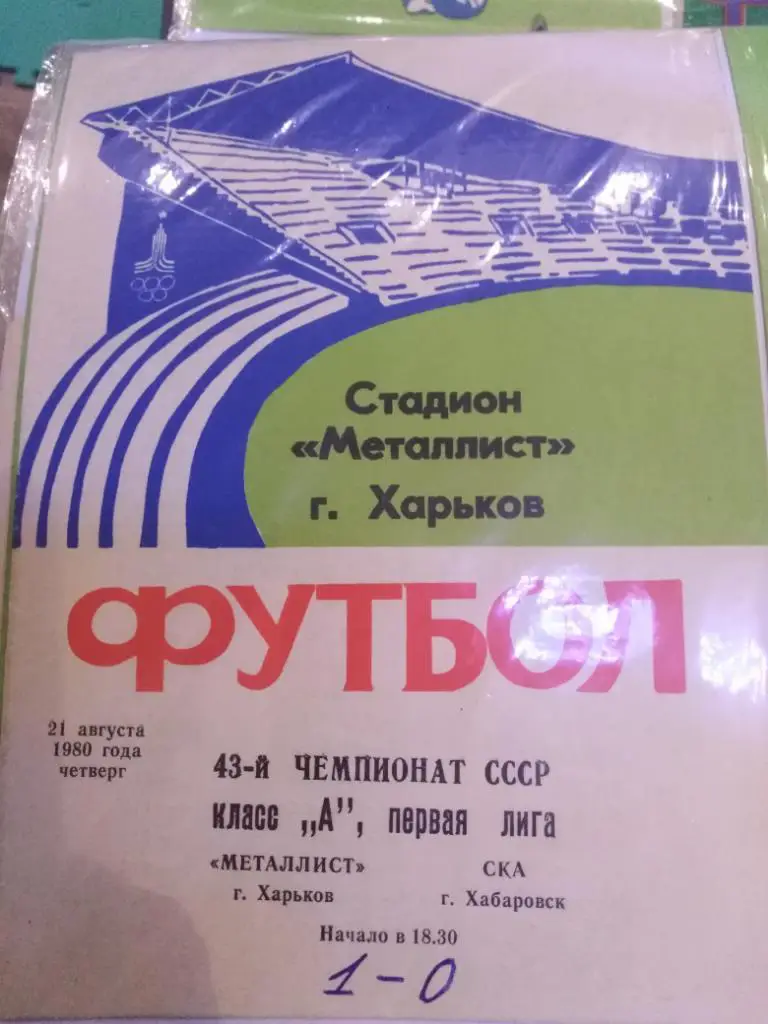 Стадион
«Металлист»
г. Харьков
ФУТБОЛ
21 августа
1980 года
четверг
43-й ЧЕМПИОНАТ СССР
класс „А”, первая лига
«МЕТАЛЛИСТ» СКА
г. Харьков г. Хабаровск
Начало в 18.30
1-0